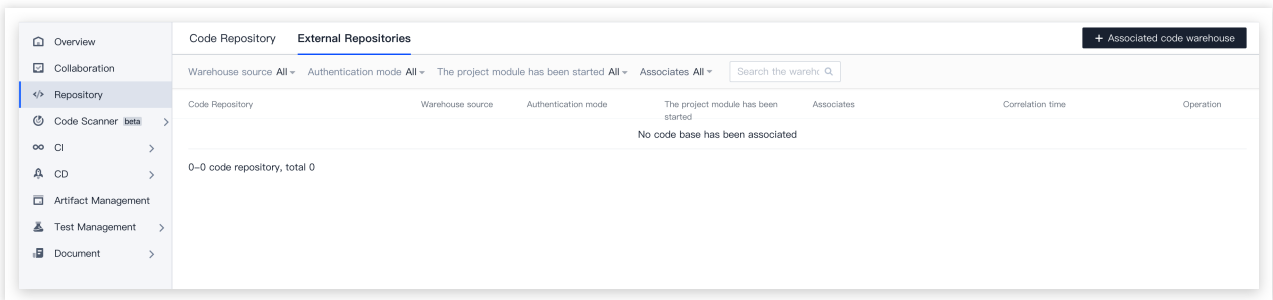 Overview
Collaboration
Repository
Code Scanner beta
CI
CD
Artifact Management
Test Management
Document
Code Repository External Repositories
+ Associated code warehouse
Warehouse source All Authentication mode All The project module has been started All Associates All Search the wareh
Code Repository Warehouse source Authentication mode The project module has been started Associates Correlation time Operation
No code base has been associated
0-0 code repository, total 0